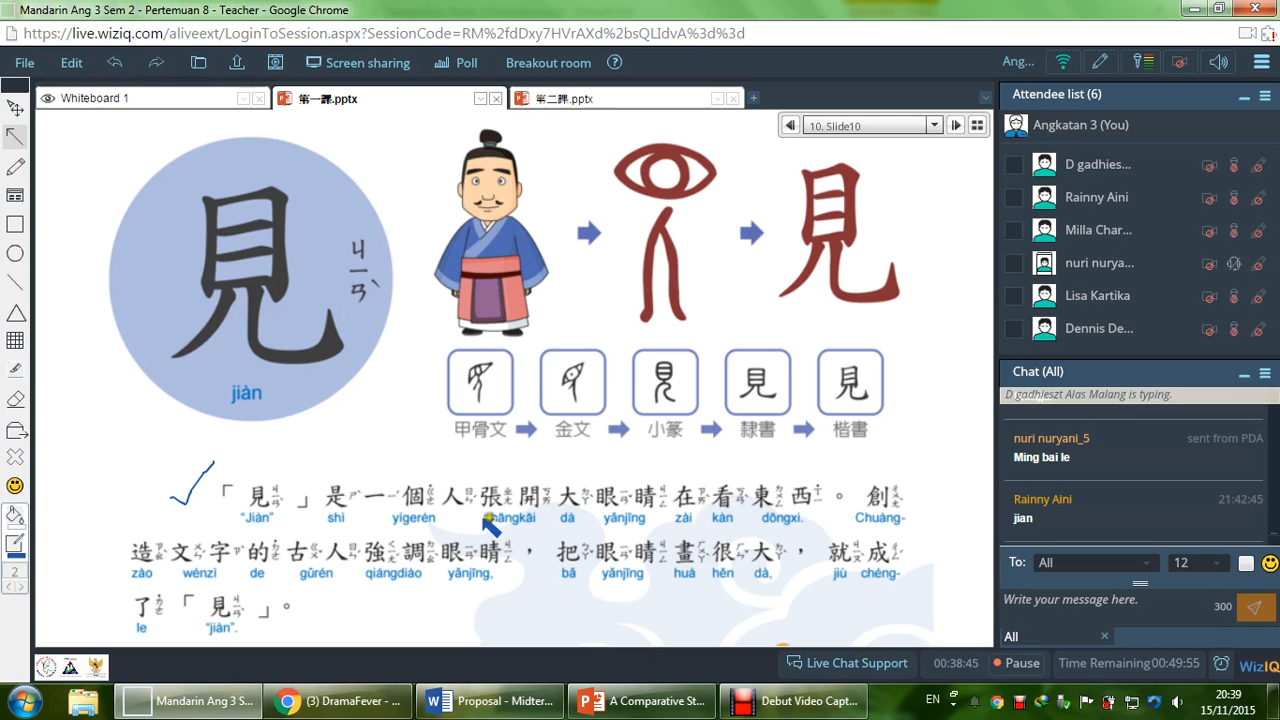 Mandarin Ang 3 Sem 2 - Pertemuan 8 - Teacher - Google Chrome
https://live.wiziq.com/aliveext/LoginToSession.aspx?SessionCode=RM%2fdDxy7HVrAXd%2bsQLIdvA%3d%3d
File Edit Screen sharing Poll Breakout room Ang...
Whiteboard 1 第一課.pptx 第二課.pptx
Attendee list (6)
10. Slide10
Angkatan 3 (You)
D gadhies...
Rainny Aini
Milla Char...
nuri nurya...
Lisa Kartika
Dennis De...
見 ㄐㄧㄢˋ
jiàn
見
甲骨文 金文 小篆 隸書 楷書
見 見
Chat (All)
D gadhieszt Alas Malang is typing.
nuri nuryani_5 sent from PDA
Ming bai le
Rainny Aini 21:42:45
jian
「見」是一個人張開大眼睛在看東西。創
"Jiàn" shì yígerén hāngkāi dà yǎnjīng zài kàn dōngxi. Chuàng-
造文字的古人強調眼睛，把眼睛畫很大，就成
zào wénzì de gǔrén qiángdiào yǎnjīng, bǎ yǎnjīng huà hěn dà, jiù chéng-
了「見」。
le "jiàn".
To: All 12
Write your message here. 300
All
2
Live Chat Support 00:38:45 Pause Time Remaining 00:49:55 WizIQ
Mandarin Ang 3 S... (3) DramaFever - ... Proposal - Midter... A Comparative St... Debut Video Capt... EN 20:39
15/11/2015